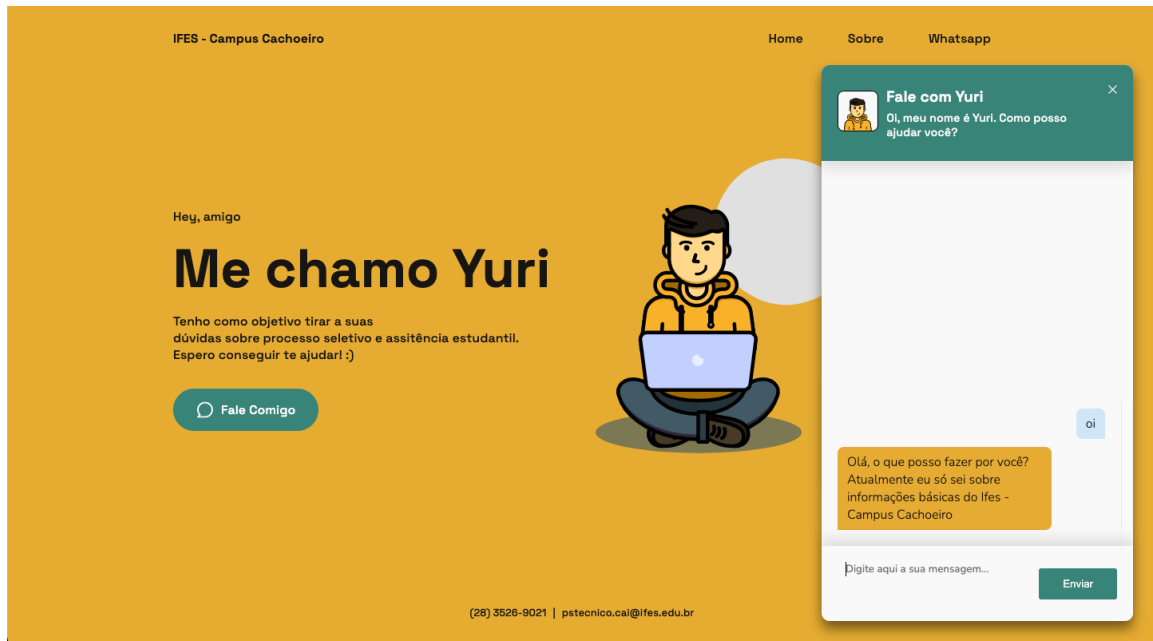 IFES - Campus Cachoeiro
Home
Sobre
Whatsapp
Hey, amigo
Me chamo Yuri
Tenho como objetivo tirar a suas
dúvidas sobre processo seletivo e assitência estudantil.
Espero conseguir te ajudar! :)
Fale Comigo
(28) 3526-9021 | pstecnico.cai@ifes.edu.br
Fale com Yuri
Oi, meu nome é Yuri. Como posso
ajudar você?
oi
Olá, o que posso fazer por você?
Atualmente eu só sei sobre
informações básicas do Ifes -
Campus Cachoeiro
Digite aqui a sua mensagem...
Enviar